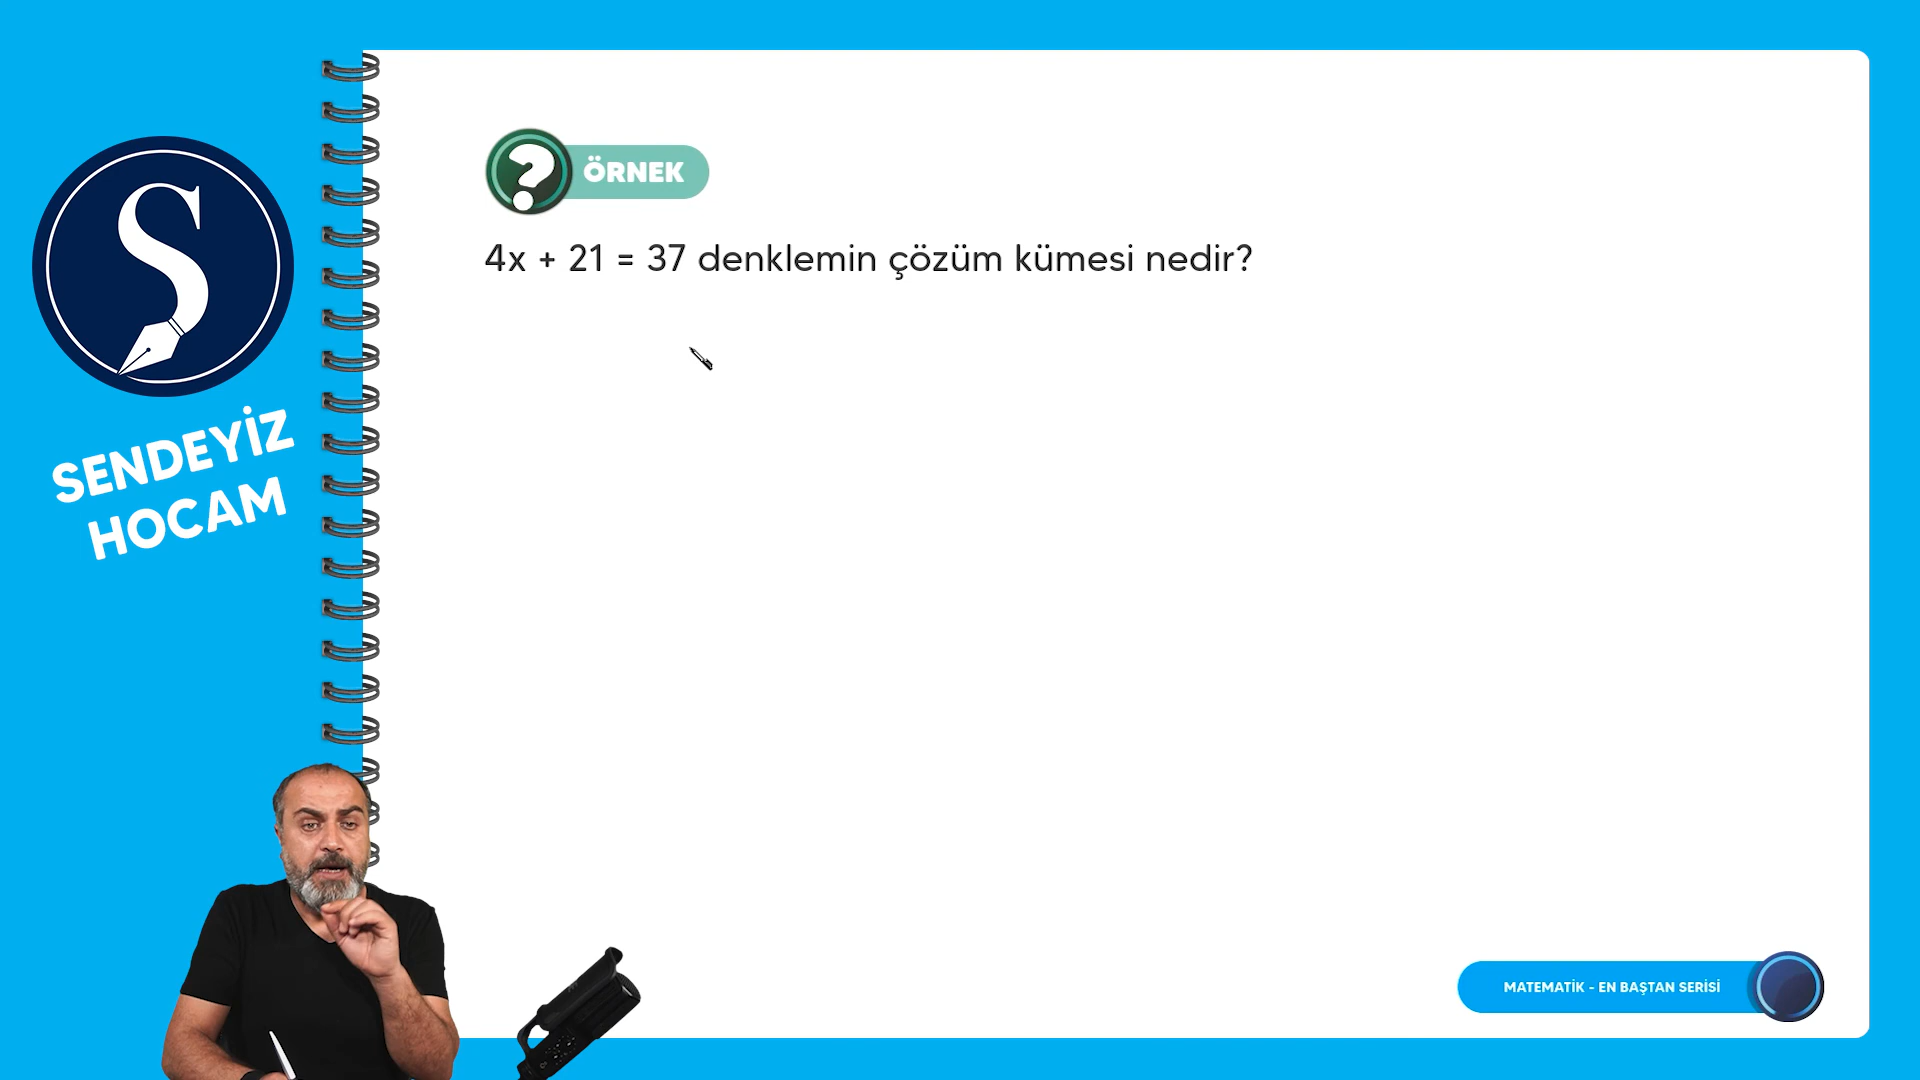 SENDEYİZ
HOCAM
ÖRNEK
4x + 21 = 37 denklemin çözüm kümesi nedir?
MATEMATİK - EN BAŞTAN SERİSİ